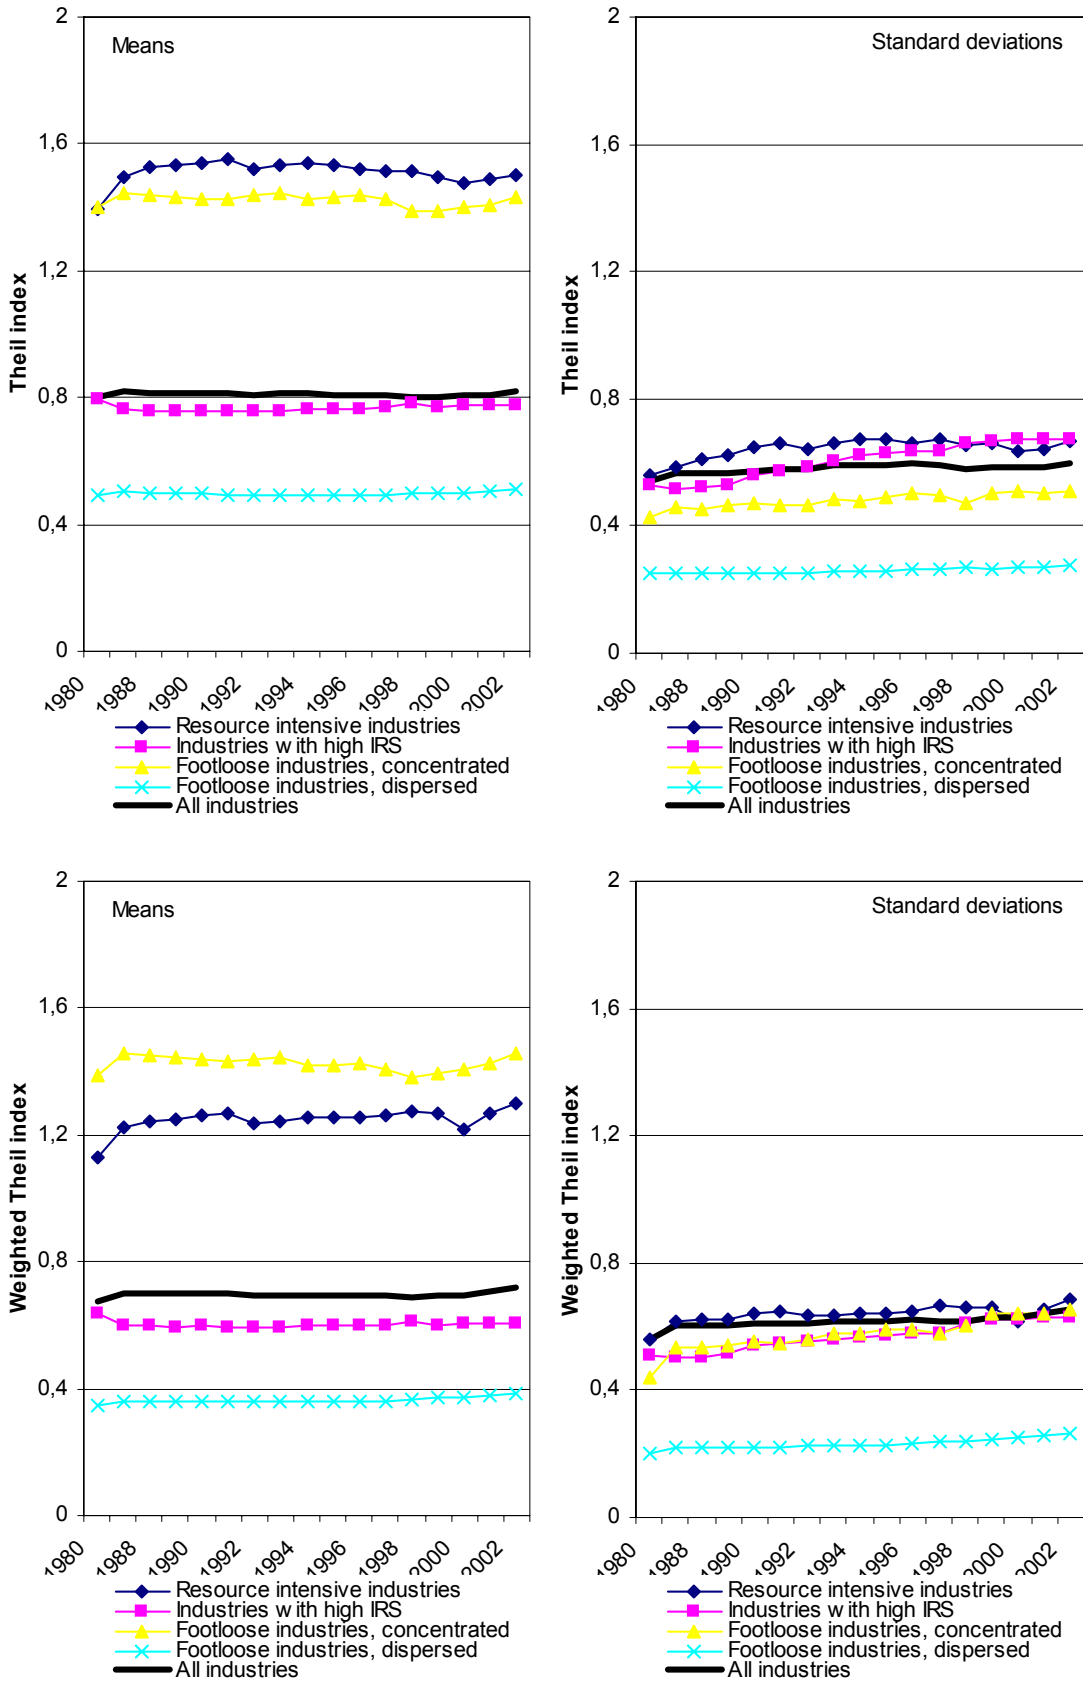 Means
Theil index
2
1,6
1,2
0,8
0,4
0
1980
1988
1990
1992
1994
1996
1998
2000
2002
Resource intensive industries
Industries with high IRS
Footloose industries, concentrated
Footloose industries, dispersed
All industries
Standard deviations
Theil index
2
1,6
1,2
0,8
0,4
0
1980
1988
1990
1992
1994
1996
1998
2000
2002
Resource intensive industries
Industries with high IRS
Footloose industries, concentrated
Footloose industries, dispersed
All industries
Means
Weighted Theil index
2
1,6
1,2
0,8
0,4
0
1980
1988
1990
1992
1994
1996
1998
2000
2002
Resource intensive industries
Industries with high IRS
Footloose industries, concentrated
Footloose industries, dispersed
All industries
Standard deviations
Weighted Theil index
2
1,6
1,2
0,8
0,4
0
1980
1988
1990
1992
1994
1996
1998
2000
2002
Resource intensive industries
Industries with high IRS
Footloose industries, concentrated
Footloose industries, dispersed
All industries